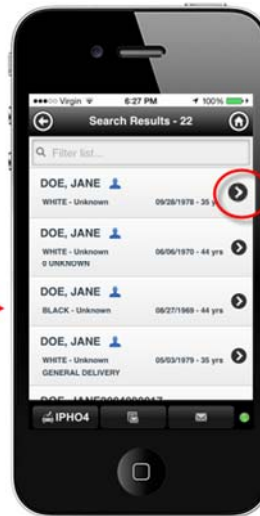 Virgin 6:27 PM 100%
Search Results - 22
Filter list...
DOE, JANE
WHITE - Unknown 09/28/1978 - 35 yrs
DOE, JANE
WHITE - Unknown 06/06/1970 - 44 yrs
0 UNKNOWN
DOE, JANE
BLACK - Unknown 08/27/1969 - 44 yrs
DOE, JANE
WHITE - Unknown 05/03/1979 - 35 yrs
GENERAL DELIVERY
IPHO4